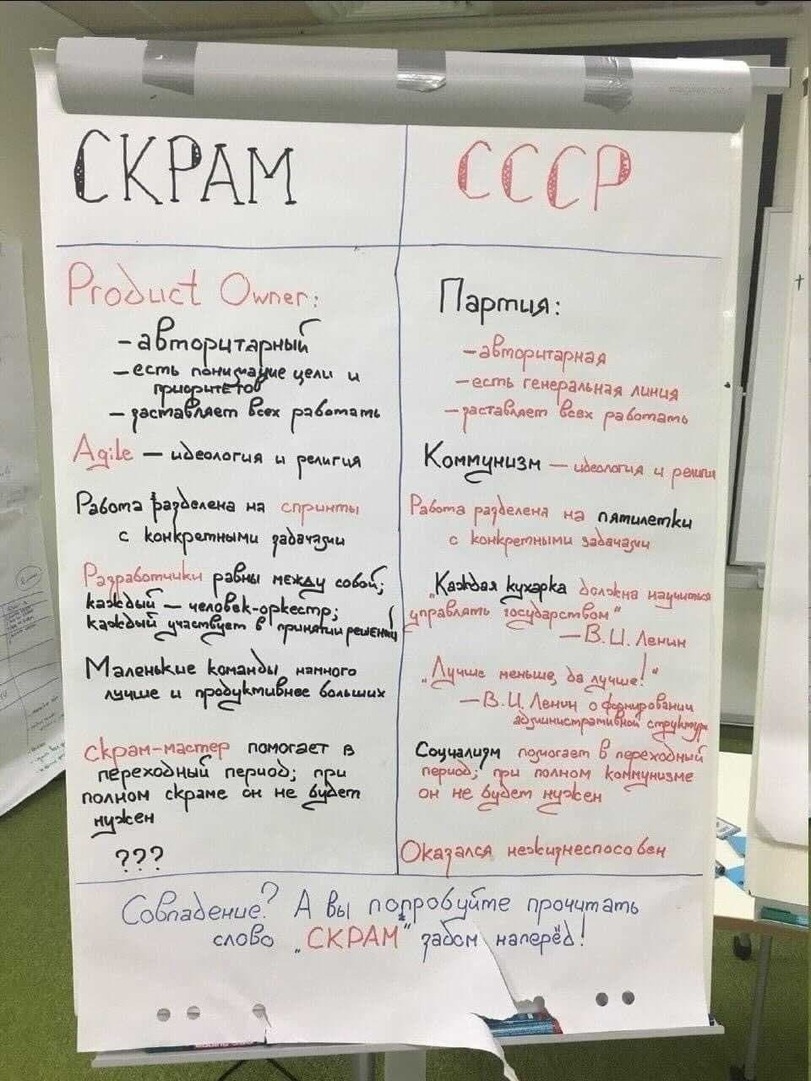 СКРАМ
Product Owner:
– авторитарный
– есть понимание цели и
приоритетов
– заставляет всех работать
Agile – идеология и религия
Работа разделена на спринты
с конкретными задачами
Разработчики равны между собой;
каждый – человек-оркестр;
каждый участвует в принятии решений
Маленькие команды намного
лучше и продуктивнее больших
скрам-мастер помогает в
переходный период; при
полном скраме он не будет
нужен
???
СССР
Партия:
– авторитарная
– есть генеральная линия
– заставляет всех работать
Коммунизм – идеология и религия
Работа разделена на пятилетки
с конкретными задачами
„Каждая кухарка должна научиться
управлять государством"
– В.И. Ленин
„Лучше меньше, да лучше!"
– В.И. Ленин о формировании
административной структуры
Социализм помогает в переходный
период; при полном коммунизме
он не будет нужен
Оказался нежизнеспособен
Совпадение? А вы попробуйте прочитать
слово „СКРАМ" задом наперёд!